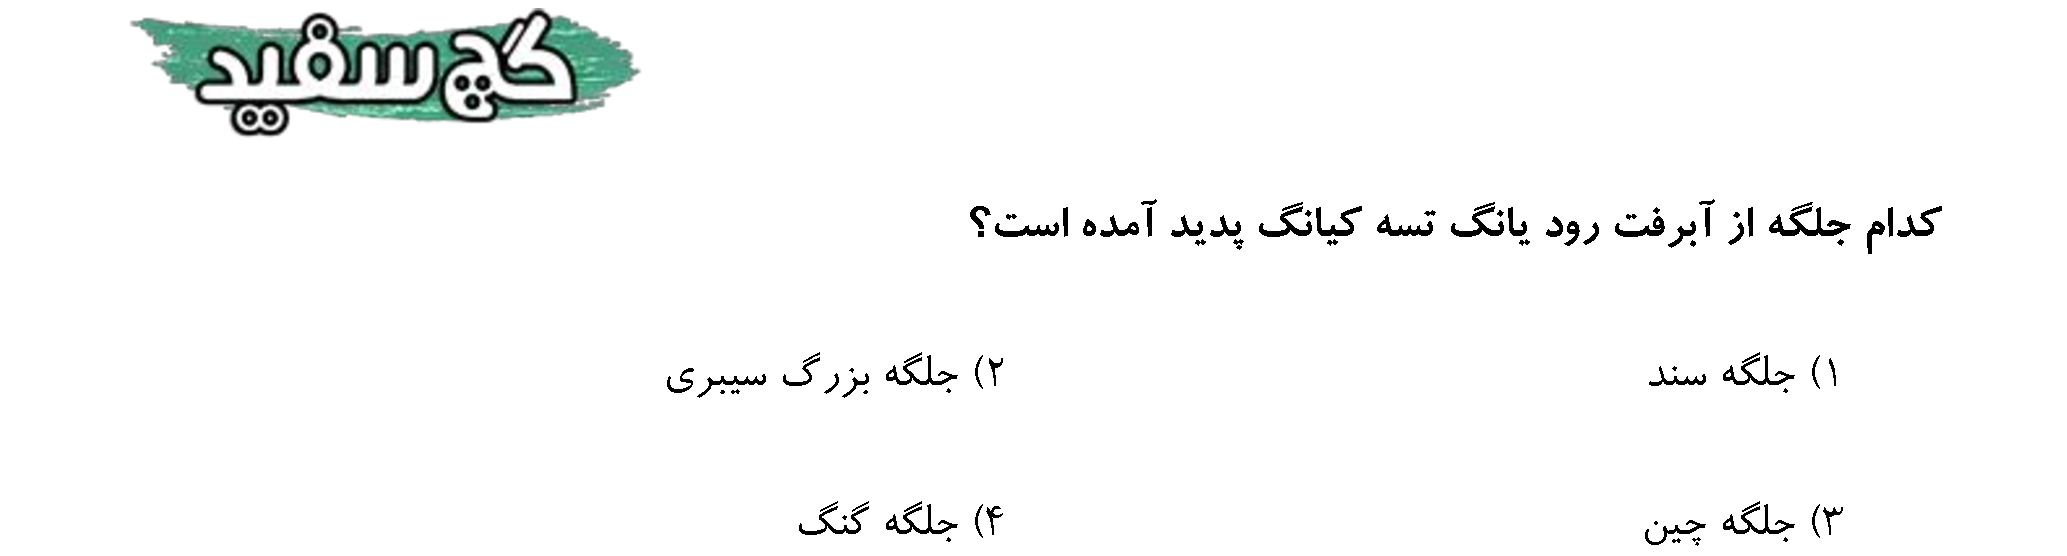 گچ سفید
کدام جلگه از آبرفت رود یانگ تسه کیانگ پدید آمده است؟
۱) جلگه سند
۲) جلگه بزرگ سیبری
۳) جلگه چین
۴) جلگه گنگ